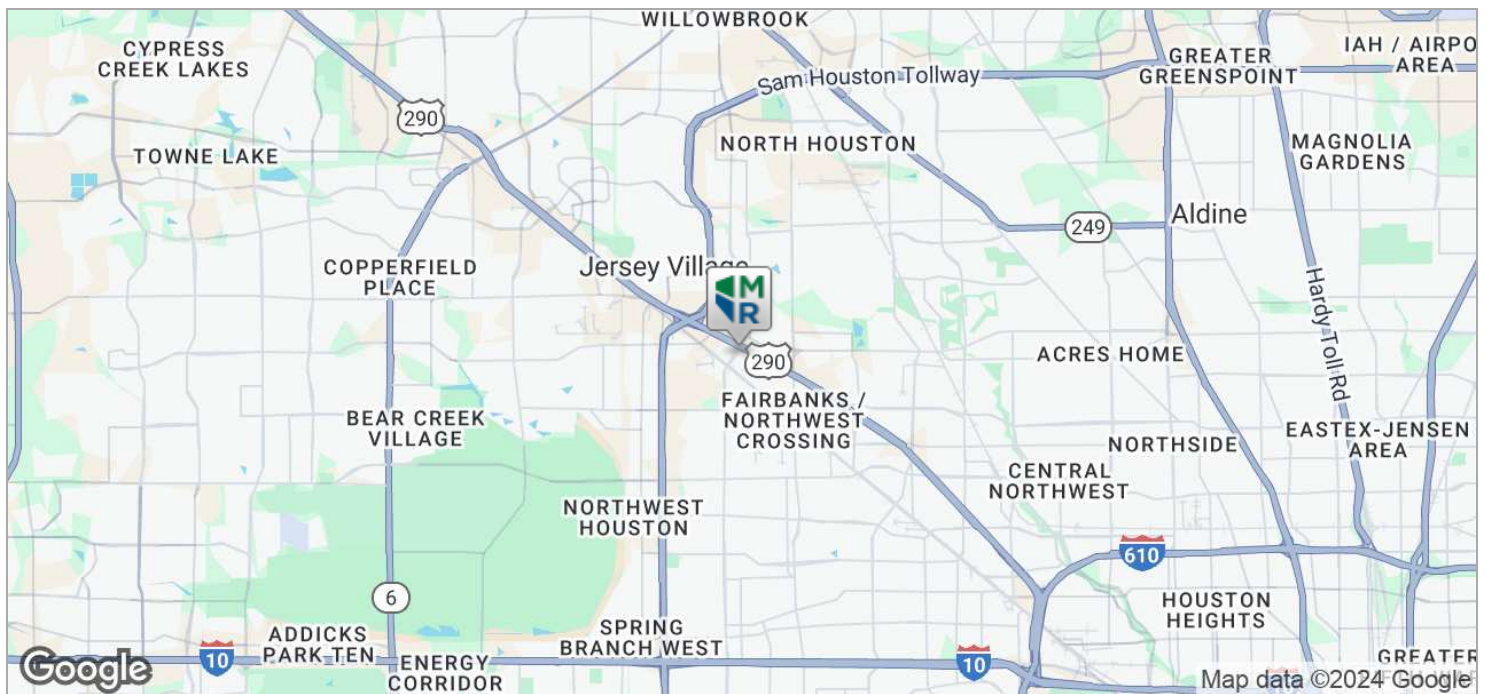 WILLOWBROOK
CYPRESS
CREEK LAKES
GREATER
GREENSPOINT
IAH / AIRPO
AREA
Sam Houston Tollway
290
NORTH HOUSTON
MAGNOLIA
GARDENS
TOWNE LAKE
Aldine
249
COPPERFIELD
PLACE
Jersey Village
M
R
Hardy Toll Rd
290
ACRES HOME
FAIRBANKS /
NORTHWEST
CROSSING
BEAR CREEK
VILLAGE
NORTHSIDE
EASTEX-JENSEN
AREA
CENTRAL
NORTHWEST
NORTHWEST
HOUSTON
610
6
HOUSTON
HEIGHTS
ADDICKS
PARK TEN
SPRING
BRANCH WEST
10
ENERGY
CORRIDOR
10
GREATER
Google
Map data ©2024 Google